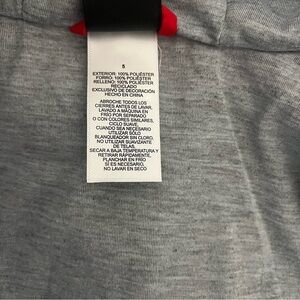 5
EXTERIOR: 100% POLIÉSTER
FORRO: 100% POLIÉSTER
RELLENO: 100% POLIÉSTER
RECICLADO
EXCLUSIVO DE DECORACIÓN
HECHO EN CHINA
ABROCHE TODOS LOS
CIERRES ANTES DE LAVAR,
LAVADO A MÁQUINA EN
FRÍO POR SEPARADO
O CON COLORES SIMILARES,
CICLO SUAVE,
CUANDO SEA NECESARIO
UTILIZAR SÓLO
BLANQUEADOR SIN CLORO,
NO UTILIZAR SUAVIZANTE
DE TELAS,
SECAR A BAJA TEMPERATURA Y
RETIRAR RÁPIDAMENTE,
PLANCHAR EN FRÍO
SI ES NECESARIO,
NO LAVAR EN SECO